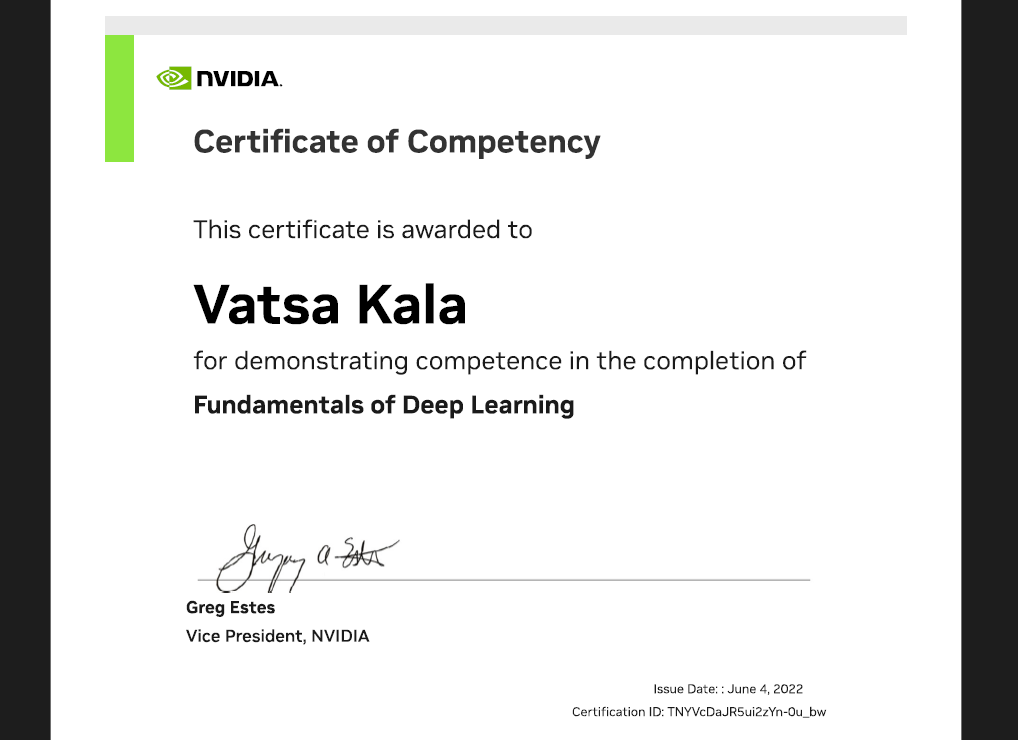 NVIDIA.
Certificate of Competency
This certificate is awarded to
Vatsa Kala
for demonstrating competence in the completion of
Fundamentals of Deep Learning
Gregory A Estes
Greg Estes
Vice President, NVIDIA
Issue Date: : June 4, 2022
Certification ID: TNYVcDaJR5ui2zYn-0u_bw